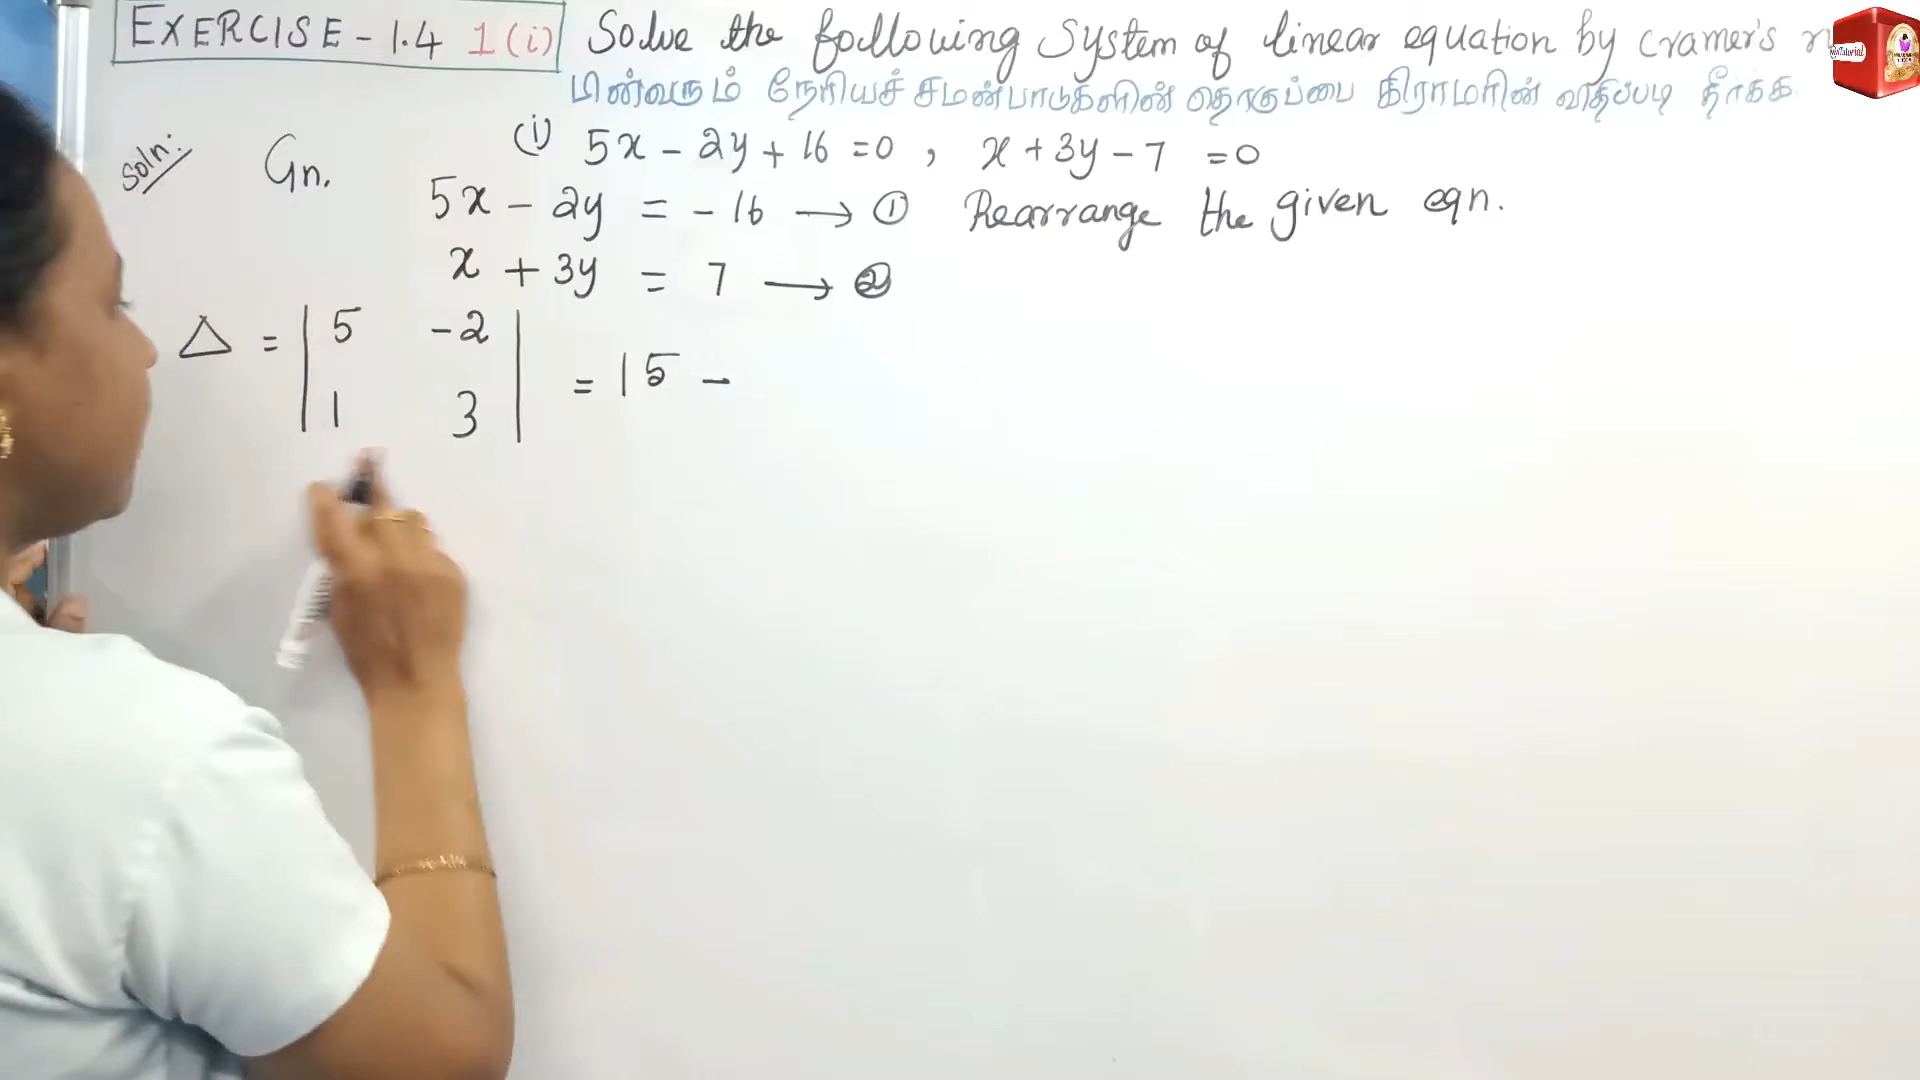 EXERCISE - 1.4 1(i) Solve the following System of linear equation by cramer's
பின்வரும் நேரியச் சமன்பாடுகளின் தொகுப்பை கிராமரின் விதிப்படி தீர்க்க
(i) 5x - 2y + 16 = 0 , x + 3y - 7 = 0
Soln: Gn.
5x - 2y = - 16 → ① Rearrange the given eqn.
x + 3y = 7 → ②
△ = | 5 -2 |
| 1 3 | = 15 -